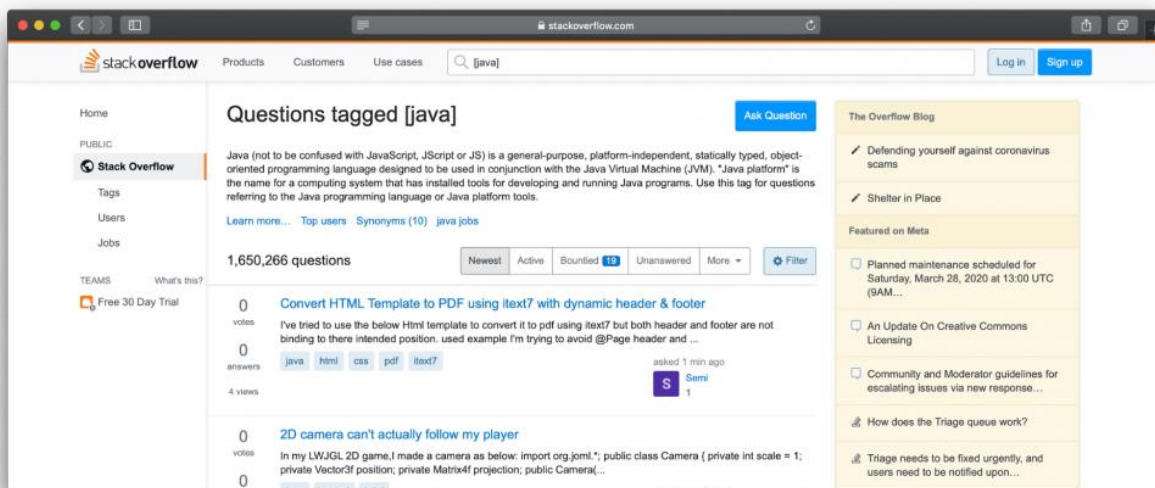 stackoverflow.com
stackoverflow
Products
Customers
Use cases
[java]
Log in
Sign up
Home
PUBLIC
Stack Overflow
Tags
Users
Jobs
TEAMS
What's this?
Free 30 Day Trial
Questions tagged [java]
Ask Question
Java (not to be confused with JavaScript, JScript or JS) is a general-purpose, platform-independent, statically typed, object-
oriented programming language designed to be used in conjunction with the Java Virtual Machine (JVM). "Java platform" is
the name for a computing system that has installed tools for developing and running Java programs. Use this tag for questions
referring to the Java programming language or Java platform tools.
Learn more… Top users Synonyms (10) java jobs
1,650,266 questions
Newest
Active
Bountied 19
Unanswered
More
Filter
0
votes
0
answers
4 views
Convert HTML Template to PDF using itext7 with dynamic header & footer
I've tried to use the below Html template to convert it to pdf using itext7 but both header and footer are not
binding to there intended position. used example I'm trying to avoid @Page header and ...
java html css pdf itext7
asked 1 min ago
S
Semi
1
0
votes
0
2D camera can't actually follow my player
In my LWJGL 2D game,I made a camera as below: import org.joml.*; public class Camera { private int scale = 1;
private Vector3f position; private Matrix4f projection; public Camera(...
The Overflow Blog
Defending yourself against coronavirus
scams
Shelter in Place
Featured on Meta
Planned maintenance scheduled for
Saturday, March 28, 2020 at 13:00 UTC
(9AM…
An Update On Creative Commons
Licensing
Community and Moderator guidelines for
escalating issues via new response…
How does the Triage queue work?
Triage needs to be fixed urgently, and
users need to be notified upon…